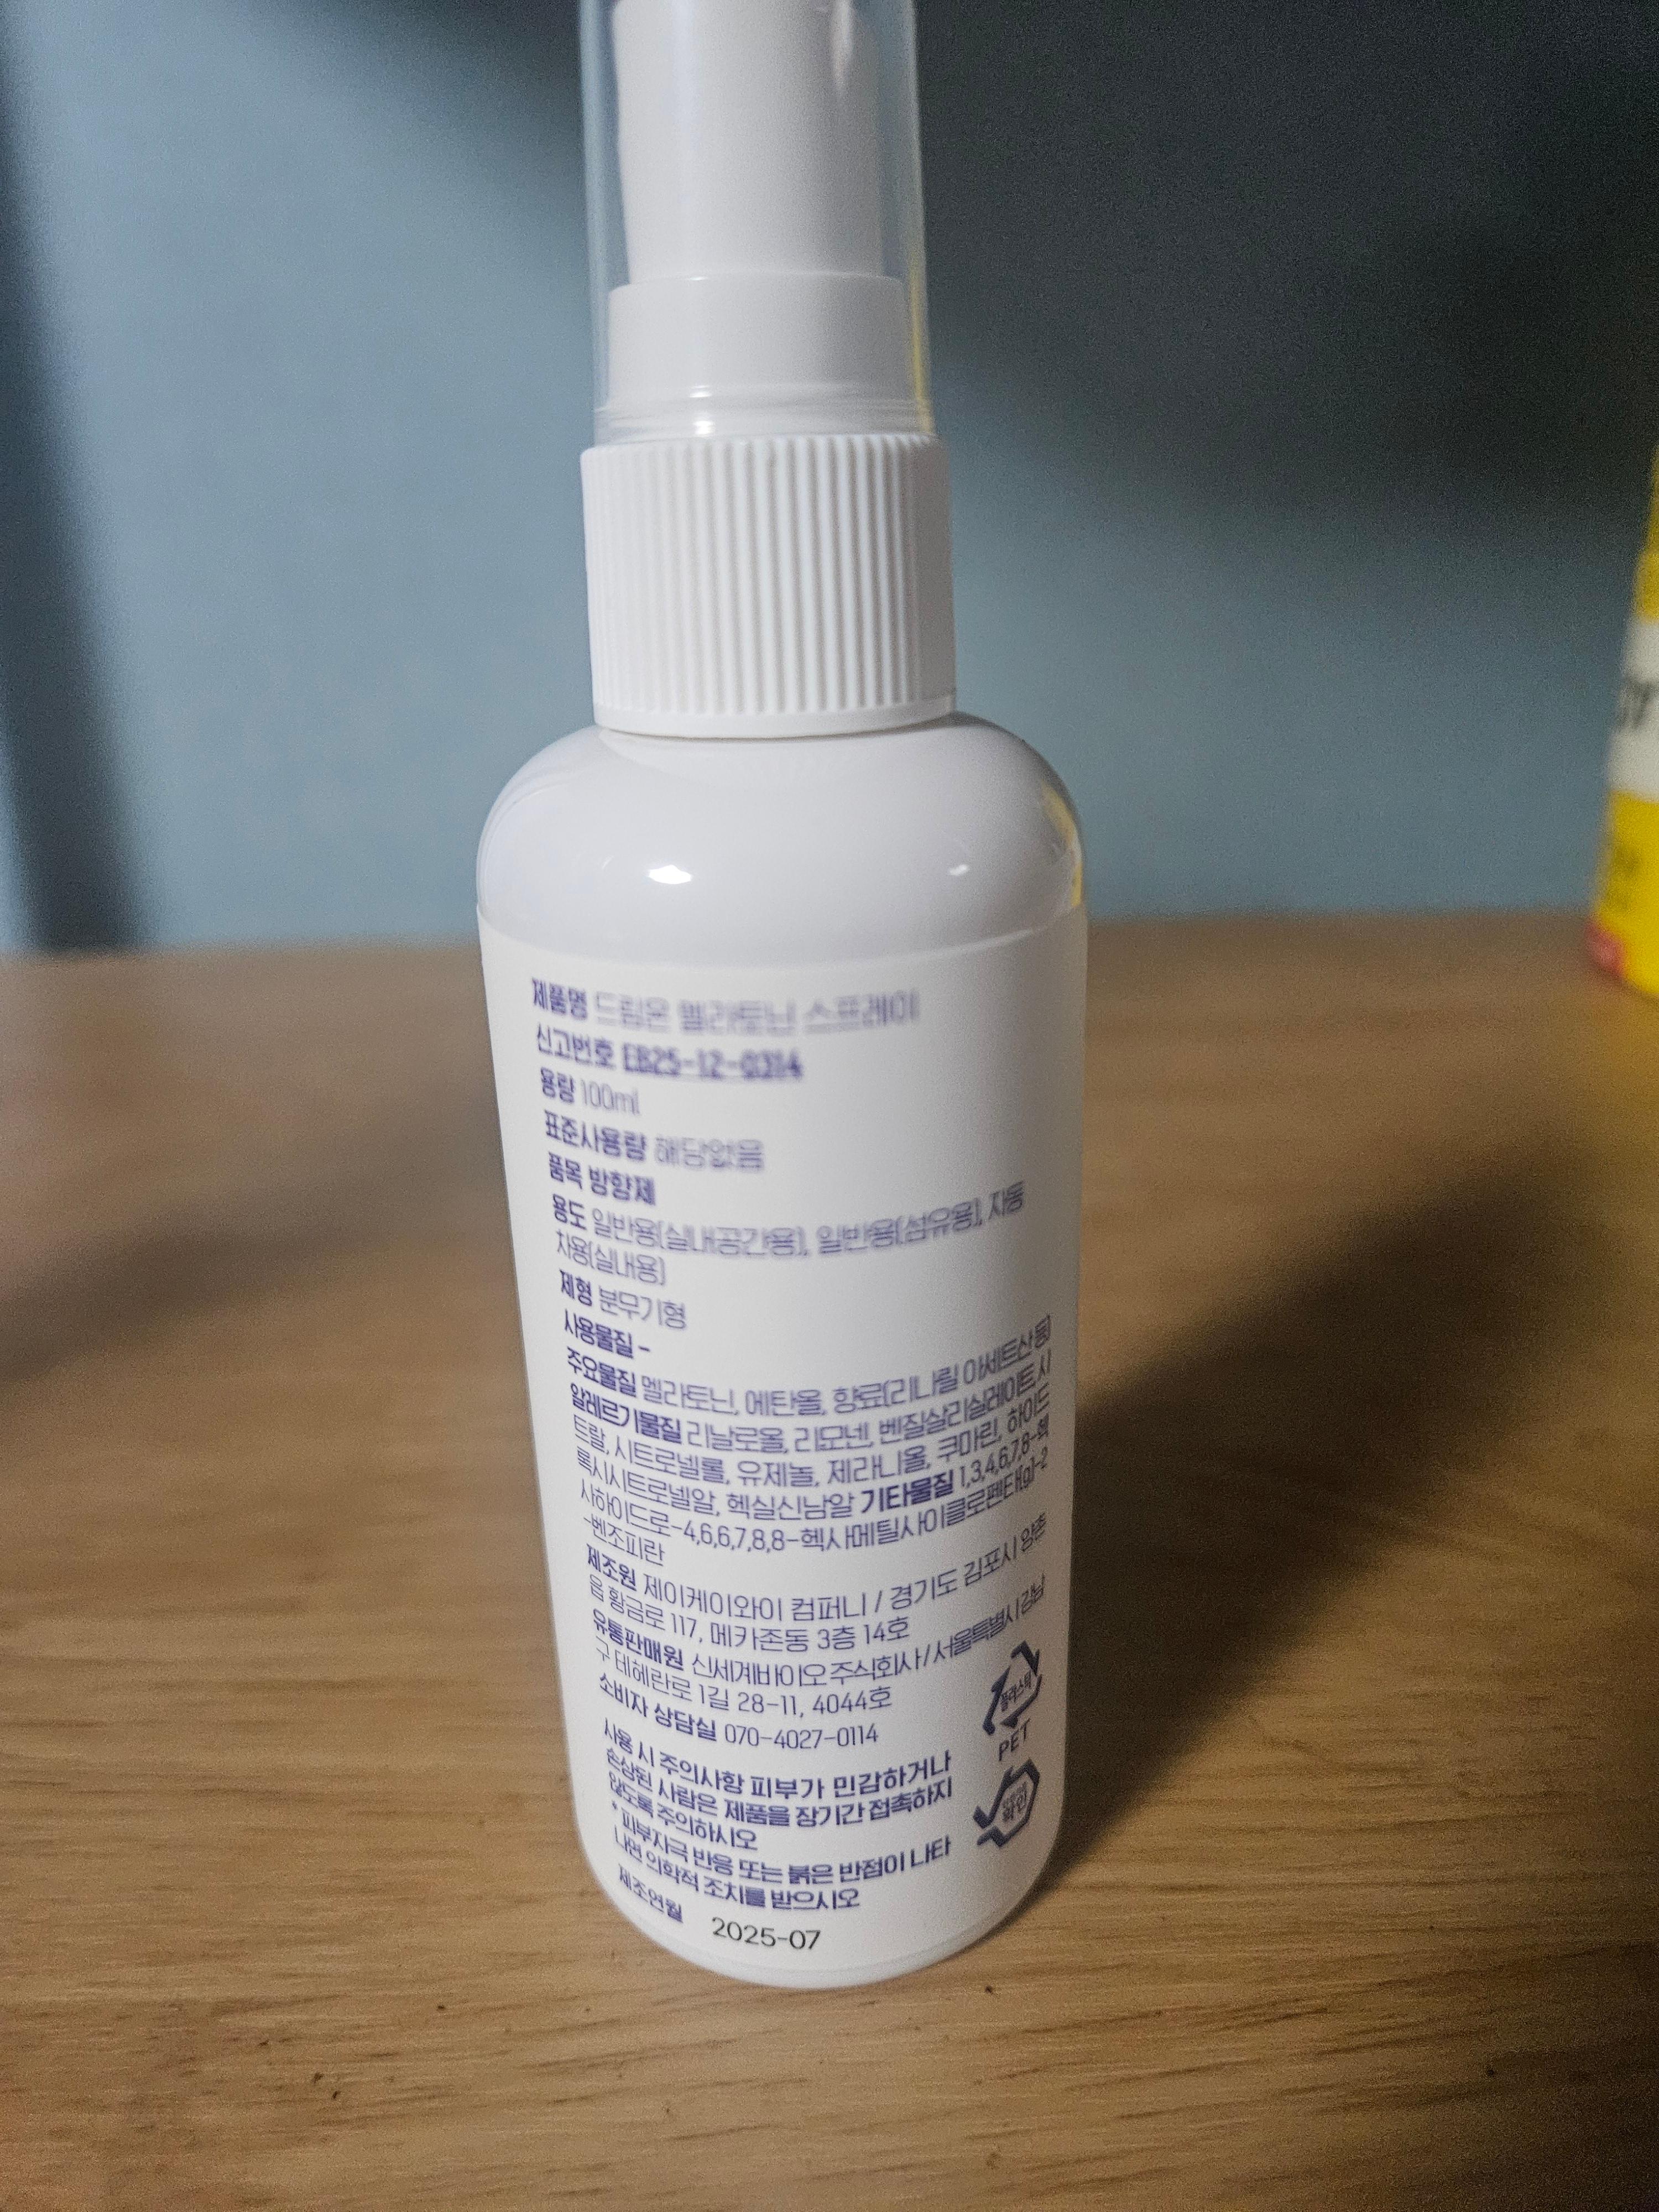 제품명 드림온 멜라토닌 스프레이
신고번호 EB25-12-0314
용량 100ml
표준사용량 해당없음
품목 방향제
용도 일반용(실내공간용), 일반용(섬유용), 자동
차용(실내용)
제형 분무기형
사용물질 -
주요물질 멜라토닌, 에탄올, 향료(리나릴 아세트산 등)
알레르기물질 리날로올, 리모넨, 벤질살리실레이트, 시
트랄, 시트로넬롤, 유제놀, 제라니올, 쿠마린, 하이드
록시시트로넬알, 헥실신남알 기타물질 1,3,4,6,7,8-헥
사하이드로-4,6,6,7,8,8-헥사메틸사이클로펜타[g]-2
-벤조피란
제조원 제이케이와이 컴퍼니 / 경기도 김포시 양촌
읍 황금로 117, 메카존동 3층 14호
유통판매원 신세계바이오 주식회사 / 서울특별시 강남
구 테헤란로 1길 28-11, 4044호
소비자 상담실 070-4027-0114
사용 시 주의사항 피부가 민감하거나
손상된 사람은 제품을 장기간 접촉하지
않도록 주의하시오
* 피부자극 반응 또는 붉은 반점이 나타
나면 의학적 조치를 받으시오
제조연월 2025-07
플라스틱
PET
확인